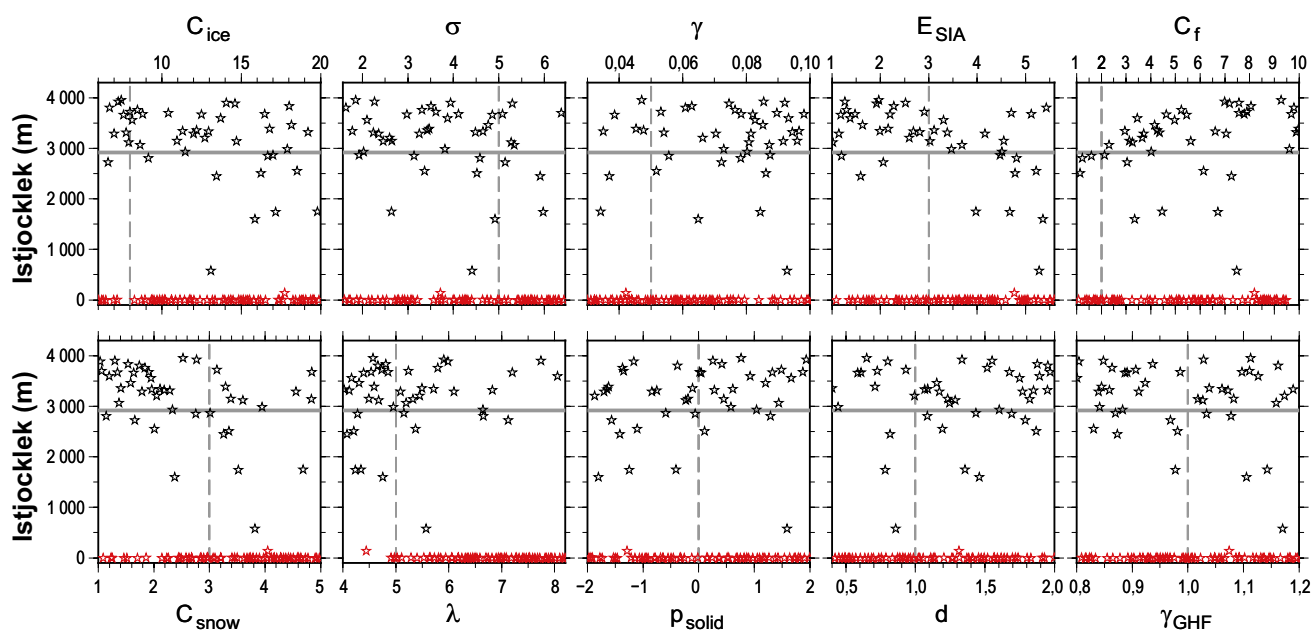 C_ice σ γ E_SIA C_f
10 15 20 2 3 4 5 6 0,04 0,06 0,08 0,10 1 2 3 4 5 1 2 3 4 5 6 7 8 9 10
Istjocklek (m)
4 000
3 000
2 000
1 000
0
Istjocklek (m)
4 000
3 000
2 000
1 000
0
1 2 3 4 5 4 5 6 7 8 −2 −1 0 1 2 0,5 1,0 1,5 2,0 0,8 0,9 1,0 1,1 1,2
C_snow λ p_solid d γ_GHF